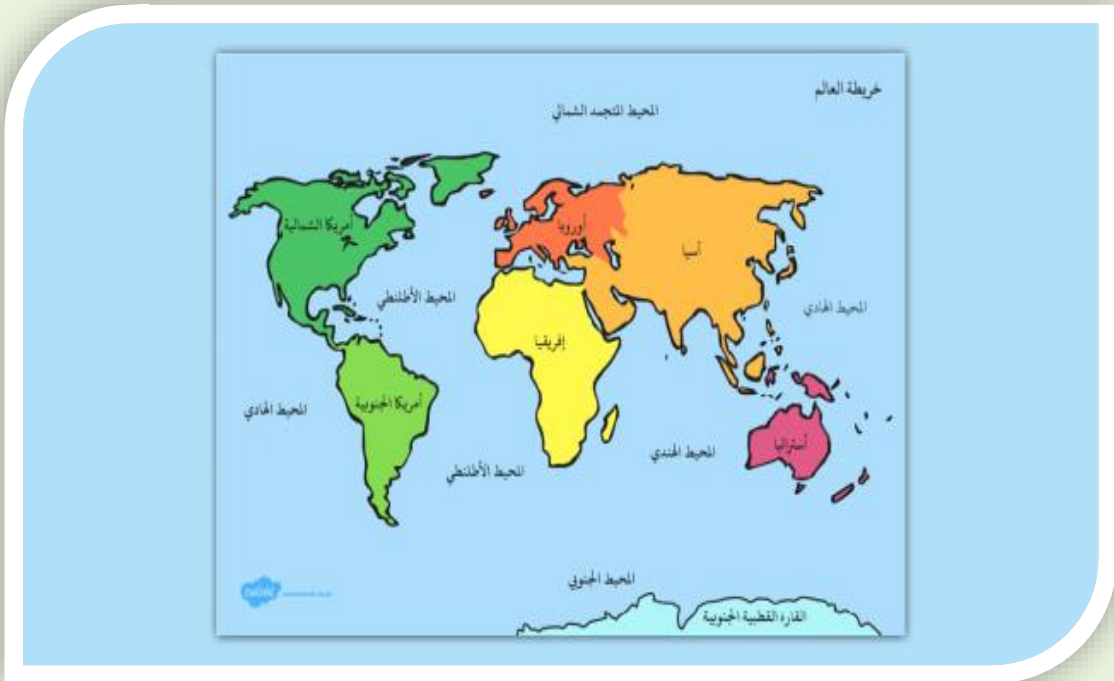 خريطة العالم
المحيط المتجمد الشمالي
أمريكا الشمالية
أوروبا
آسيا
المحيط الأطلنطي
المحيط الهادي
إفريقيا
أمريكا الجنوبية
المحيط الهادي
أستراليا
المحيط الهندي
المحيط الأطلنطي
المحيط الجنوبي
القارة القطبية الجنوبية